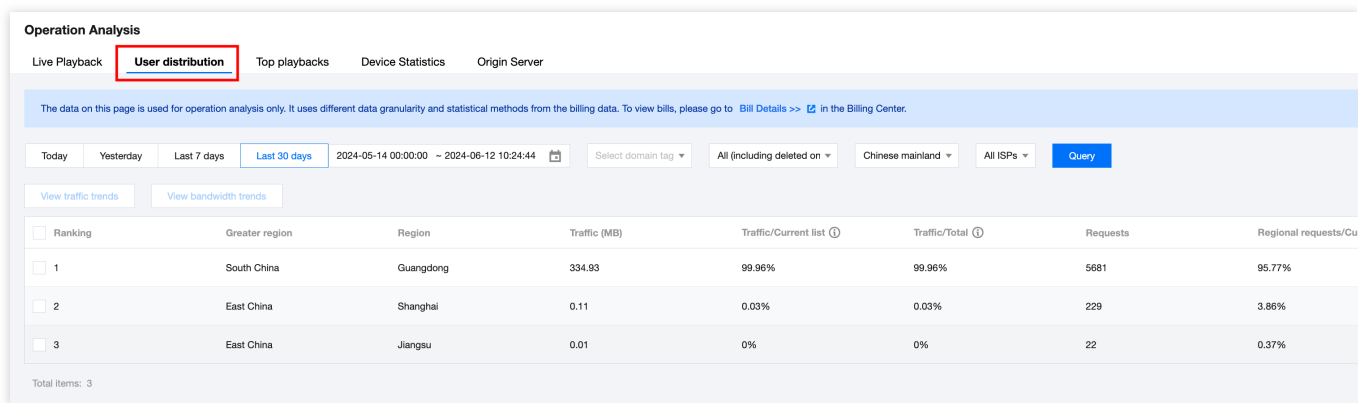 Operation Analysis
Live Playback User distribution Top playbacks Device Statistics Origin Server
The data on this page is used for operation analysis only. It uses different data granularity and statistical methods from the billing data. To view bills, please go to Bill Details >> in the Billing Center.
Today Yesterday Last 7 days Last 30 days 2024-05-14 00:00:00 ~ 2024-06-12 10:24:44 Select domain tag All (including deleted on Chinese mainland All ISPs Query
View traffic trends View bandwidth trends
Ranking Greater region Region Traffic (MB) Traffic/Current list Traffic/Total Requests Regional requests/Cu
1 South China Guangdong 334.93 99.96% 99.96% 5681 95.77%
2 East China Shanghai 0.11 0.03% 0.03% 229 3.86%
3 East China Jiangsu 0.01 0% 0% 22 0.37%
Total items: 3